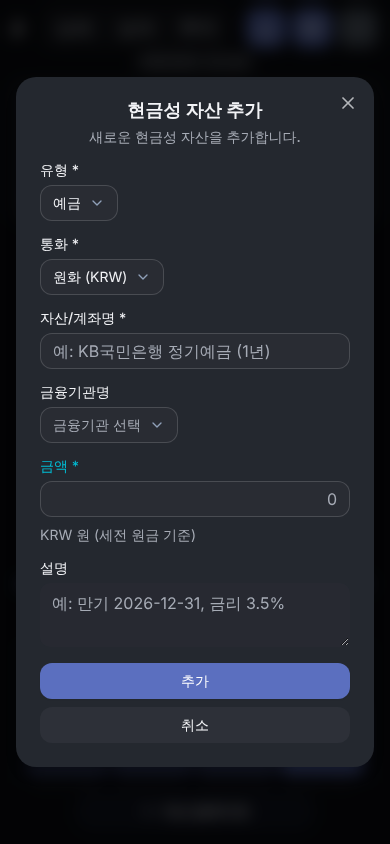 현금성 자산 추가
새로운 현금성 자산을 추가합니다.
유형 *
예금
통화 *
원화 (KRW)
자산/계좌명 *
예: KB국민은행 정기예금 (1년)
금융기관명
금융기관 선택
금액 *
0
KRW 원 (세전 원금 기준)
설명
예: 만기 2026-12-31, 금리 3.5%
추가
취소